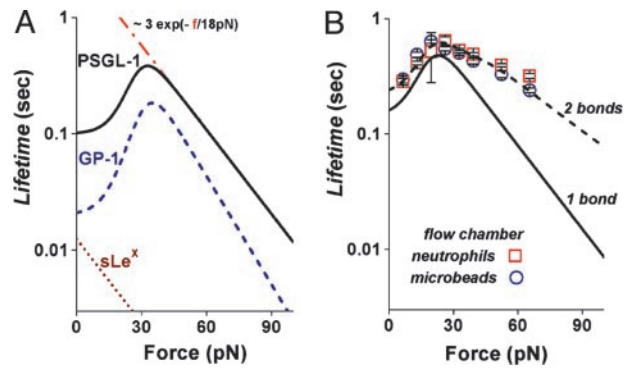 A
~ 3 exp(- f/18pN)
PSGL-1
GP-1
sLeˣ
Lifetime (sec)
1
0.1
0.01
0 30 60 90
Force (pN)
B
2 bonds
1 bond
flow chamber
neutrophils
microbeads
Lifetime (sec)
1
0.1
0.01
0 30 60 90
Force (pN)